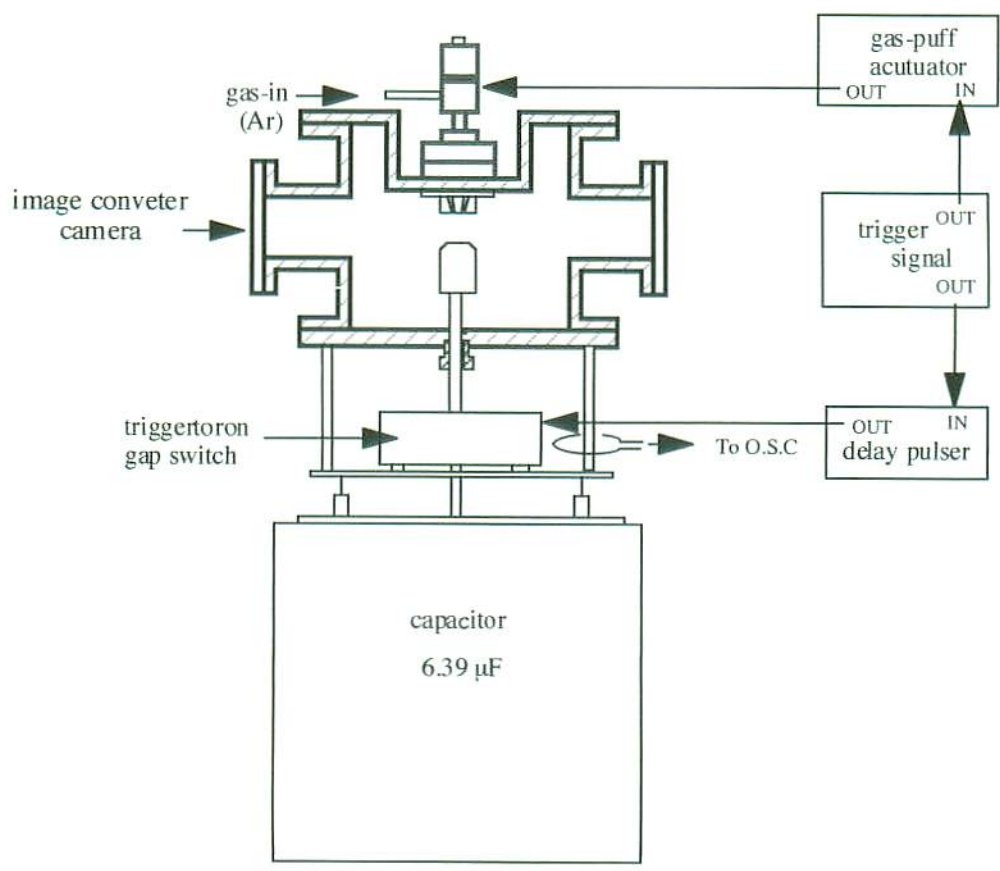 gas-puff
acutuator
OUT
IN
gas-in
(Ar)
image conveter
camera
OUT
trigger
signal
OUT
triggertoron
gap switch
To O.S.C
OUT
IN
delay pulser
capacitor
6.39 μF